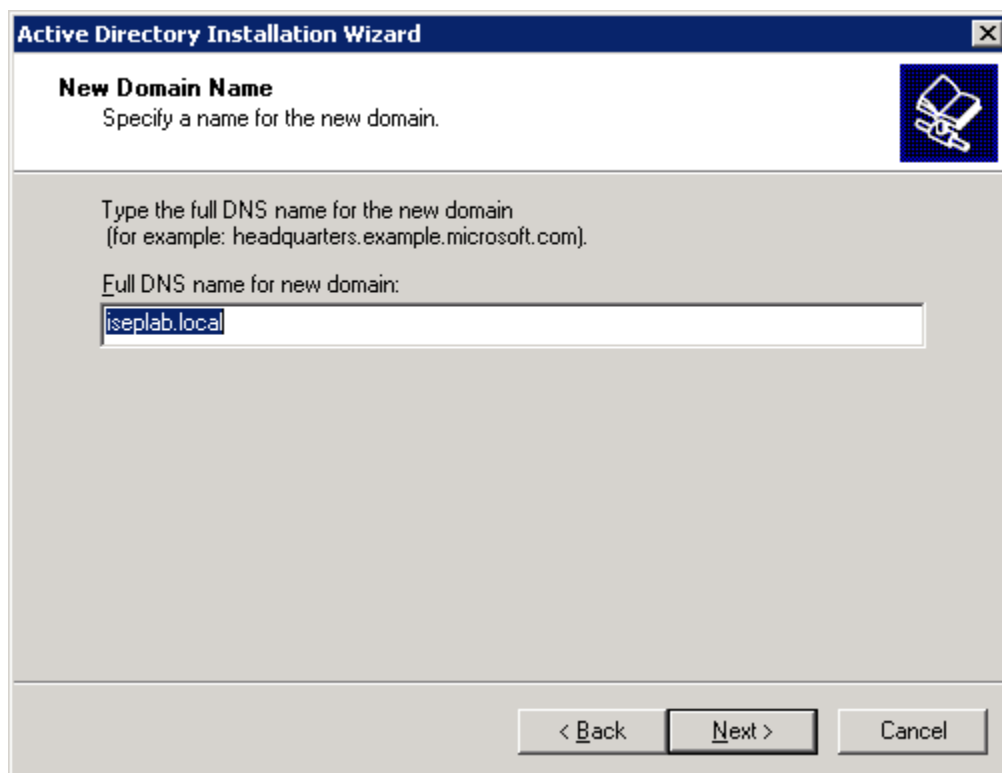 Active Directory Installation Wizard
New Domain Name
Specify a name for the new domain.
Type the full DNS name for the new domain
(for example: headquarters.example.microsoft.com).
Full DNS name for new domain:
iseplab.local
< Back
Next >
Cancel